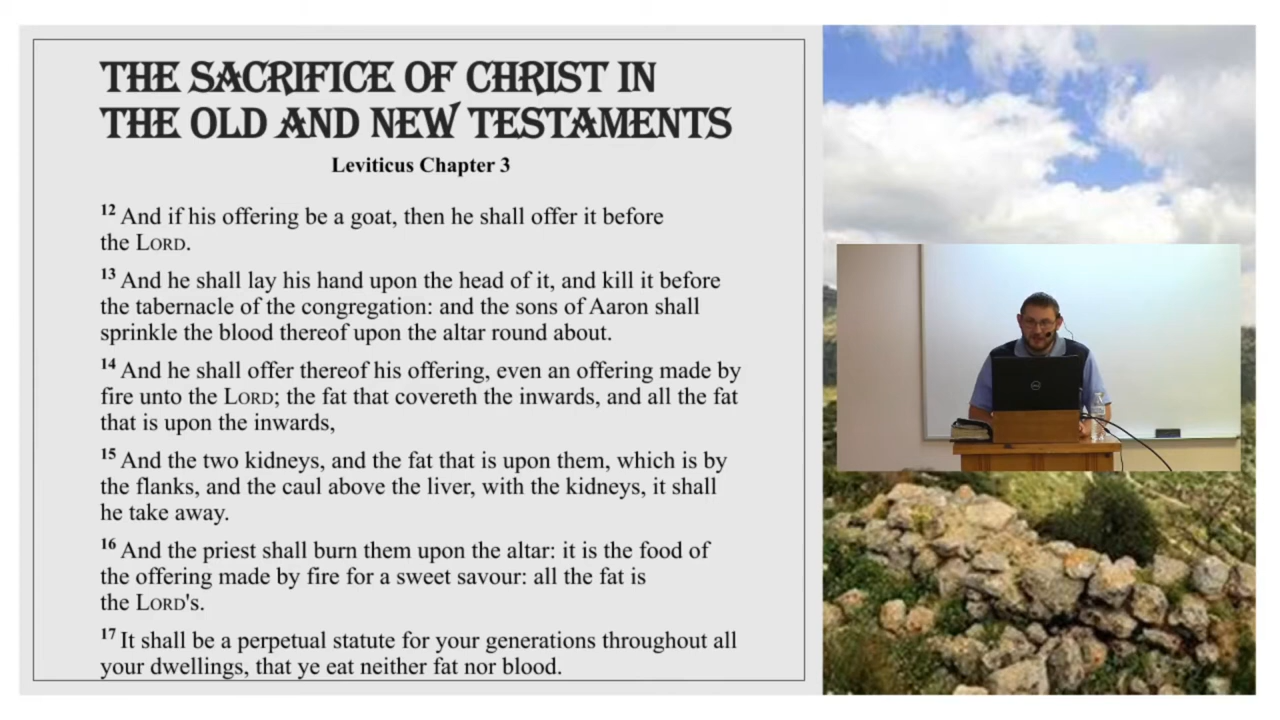 THE SACRIFICE OF CHRIST IN
THE OLD AND NEW TESTAMENTS
Leviticus Chapter 3
12 And if his offering be a goat, then he shall offer it before
the LORD.
13 And he shall lay his hand upon the head of it, and kill it before
the tabernacle of the congregation: and the sons of Aaron shall
sprinkle the blood thereof upon the altar round about.
14 And he shall offer thereof his offering, even an offering made by
fire unto the LORD; the fat that covereth the inwards, and all the fat
that is upon the inwards,
15 And the two kidneys, and the fat that is upon them, which is by
the flanks, and the caul above the liver, with the kidneys, it shall
he take away.
16 And the priest shall burn them upon the altar: it is the food of
the offering made by fire for a sweet savour: all the fat is
the LORD's.
17 It shall be a perpetual statute for your generations throughout all
your dwellings, that ye eat neither fat nor blood.
DELL